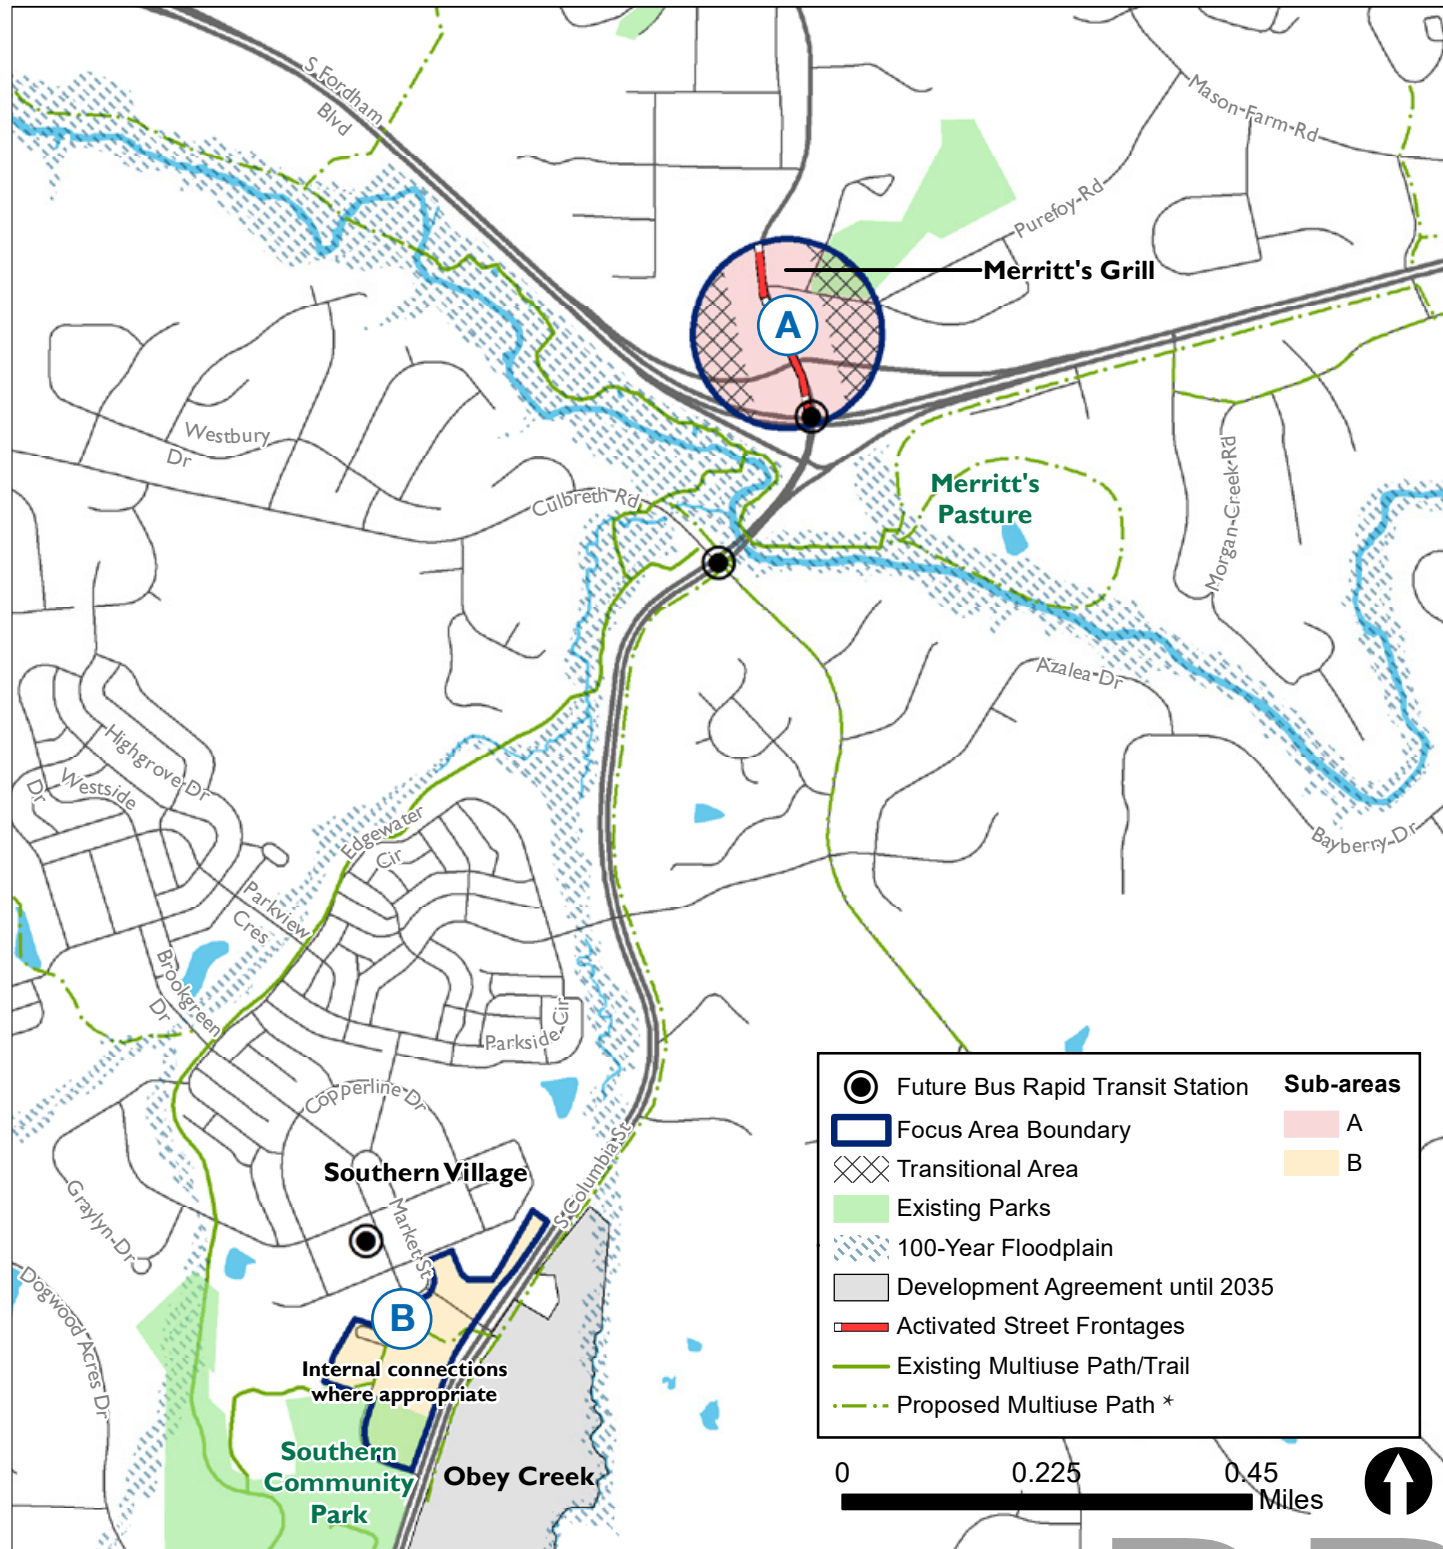 S Fordham
Blvd
Mason Farm Rd
Purefoy Rd
Merritt's Grill
A
Westbury
Dr
Culbreth Rd
Merritt's
Pasture
Morgan Creek Rd
Azalea Dr
Highgrove Dr
Westside
Dr
Edgewater
Cir
Bayberry Dr
Parkview
Cres
Brookgreen
Dr
Parkside Cir
Copperline Dr
Southern Village
S Columbia St
Graylyn Dr
Market St
Dogwood Acres Dr
B
Internal connections
where appropriate
Southern
Community
Park
Obey Creek
Future Bus Rapid Transit Station
Focus Area Boundary
Transitional Area
Existing Parks
100-Year Floodplain
Development Agreement until 2035
Activated Street Frontages
Existing Multiuse Path/Trail
Proposed Multiuse Path *
Sub-areas
A
B
0 0.225 0.45
Miles